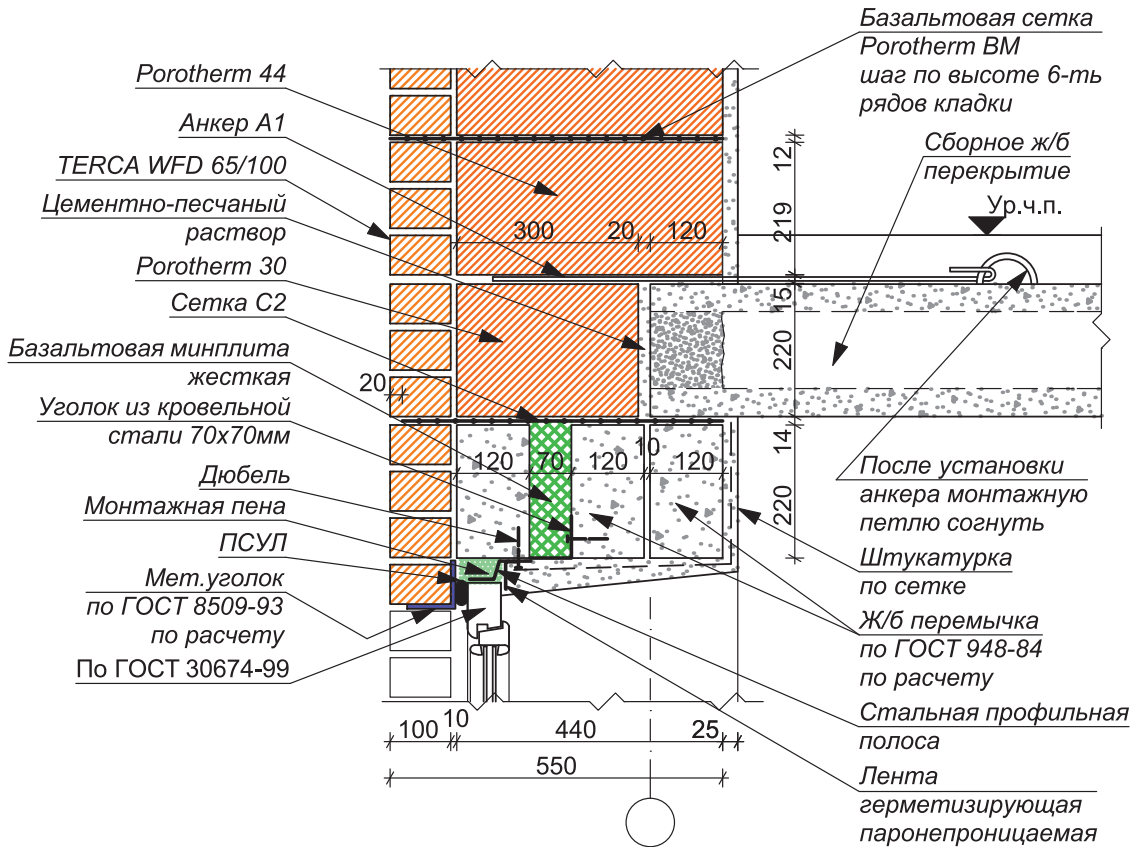 Базальтовая сетка
Porotherm BM
шаг по высоте 6-ть
рядов кладки
Porotherm 44
Анкер А1
TERCA WFD 65/100
Цементно-песчаный
раствор
Porotherm 30
Сетка С2
Базальтовая минплита
жесткая
Уголок из кровельной
стали 70х70мм
Дюбель
Монтажная пена
ПСУЛ
Мет.уголок
по ГОСТ 8509-93
по расчету
По ГОСТ 30674-99
Сборное ж/б
перекрытие
Ур.ч.п.
300
20
120
12
219
15
220
14
220
20
120
70
120
10
120
После установки
анкера монтажную
петлю согнуть
Штукатурка
по сетке
Ж/б перемычка
по ГОСТ 948-84
по расчету
Стальная профильная
полоса
Лента
герметизирующая
паронепроницаемая
100
10
440
25
550